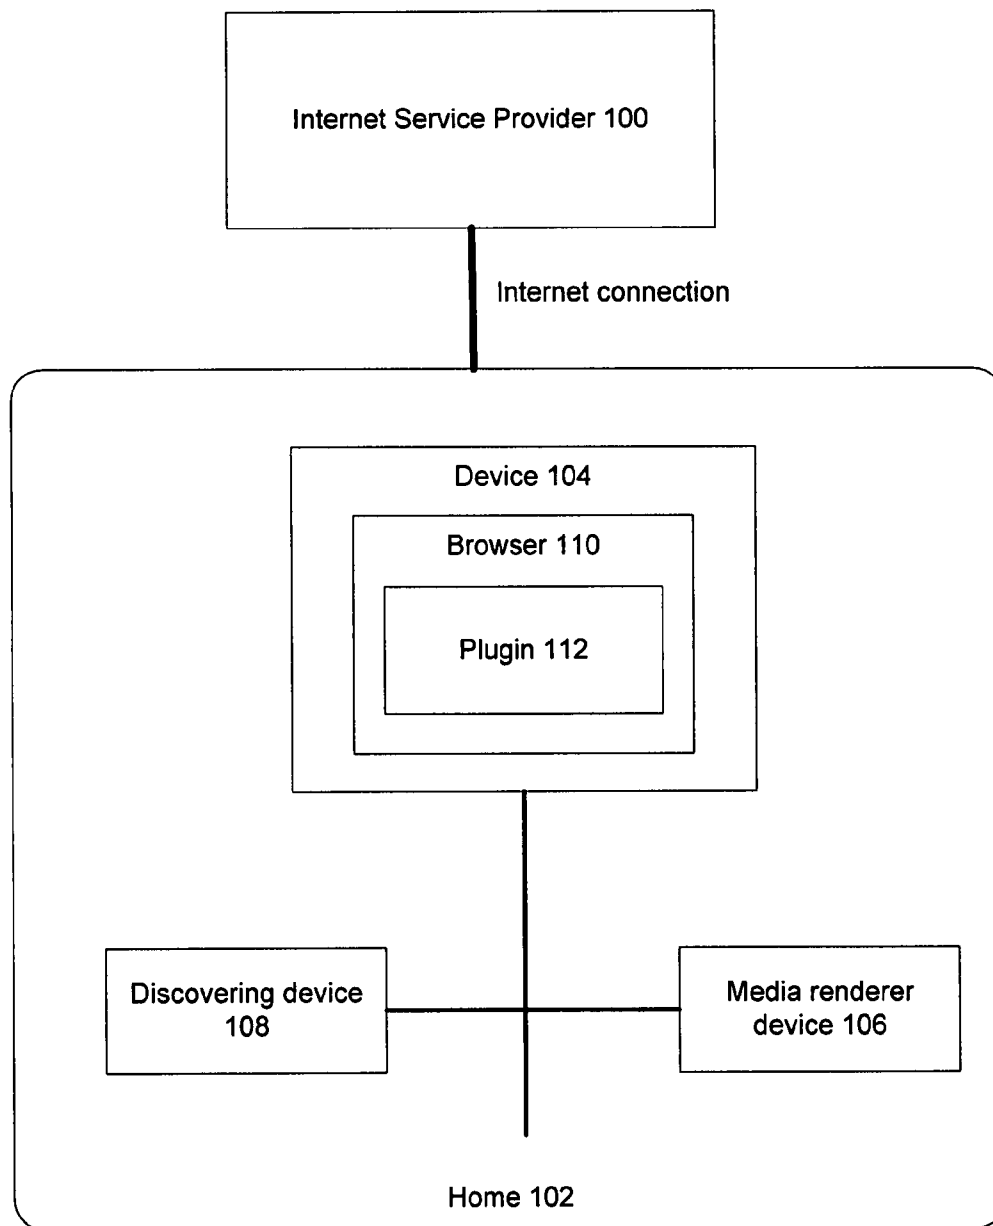 Internet Service Provider 100
Internet connection
Device 104
Browser 110
Plugin 112
Discovering device
108
Media renderer
device 106
Home 102